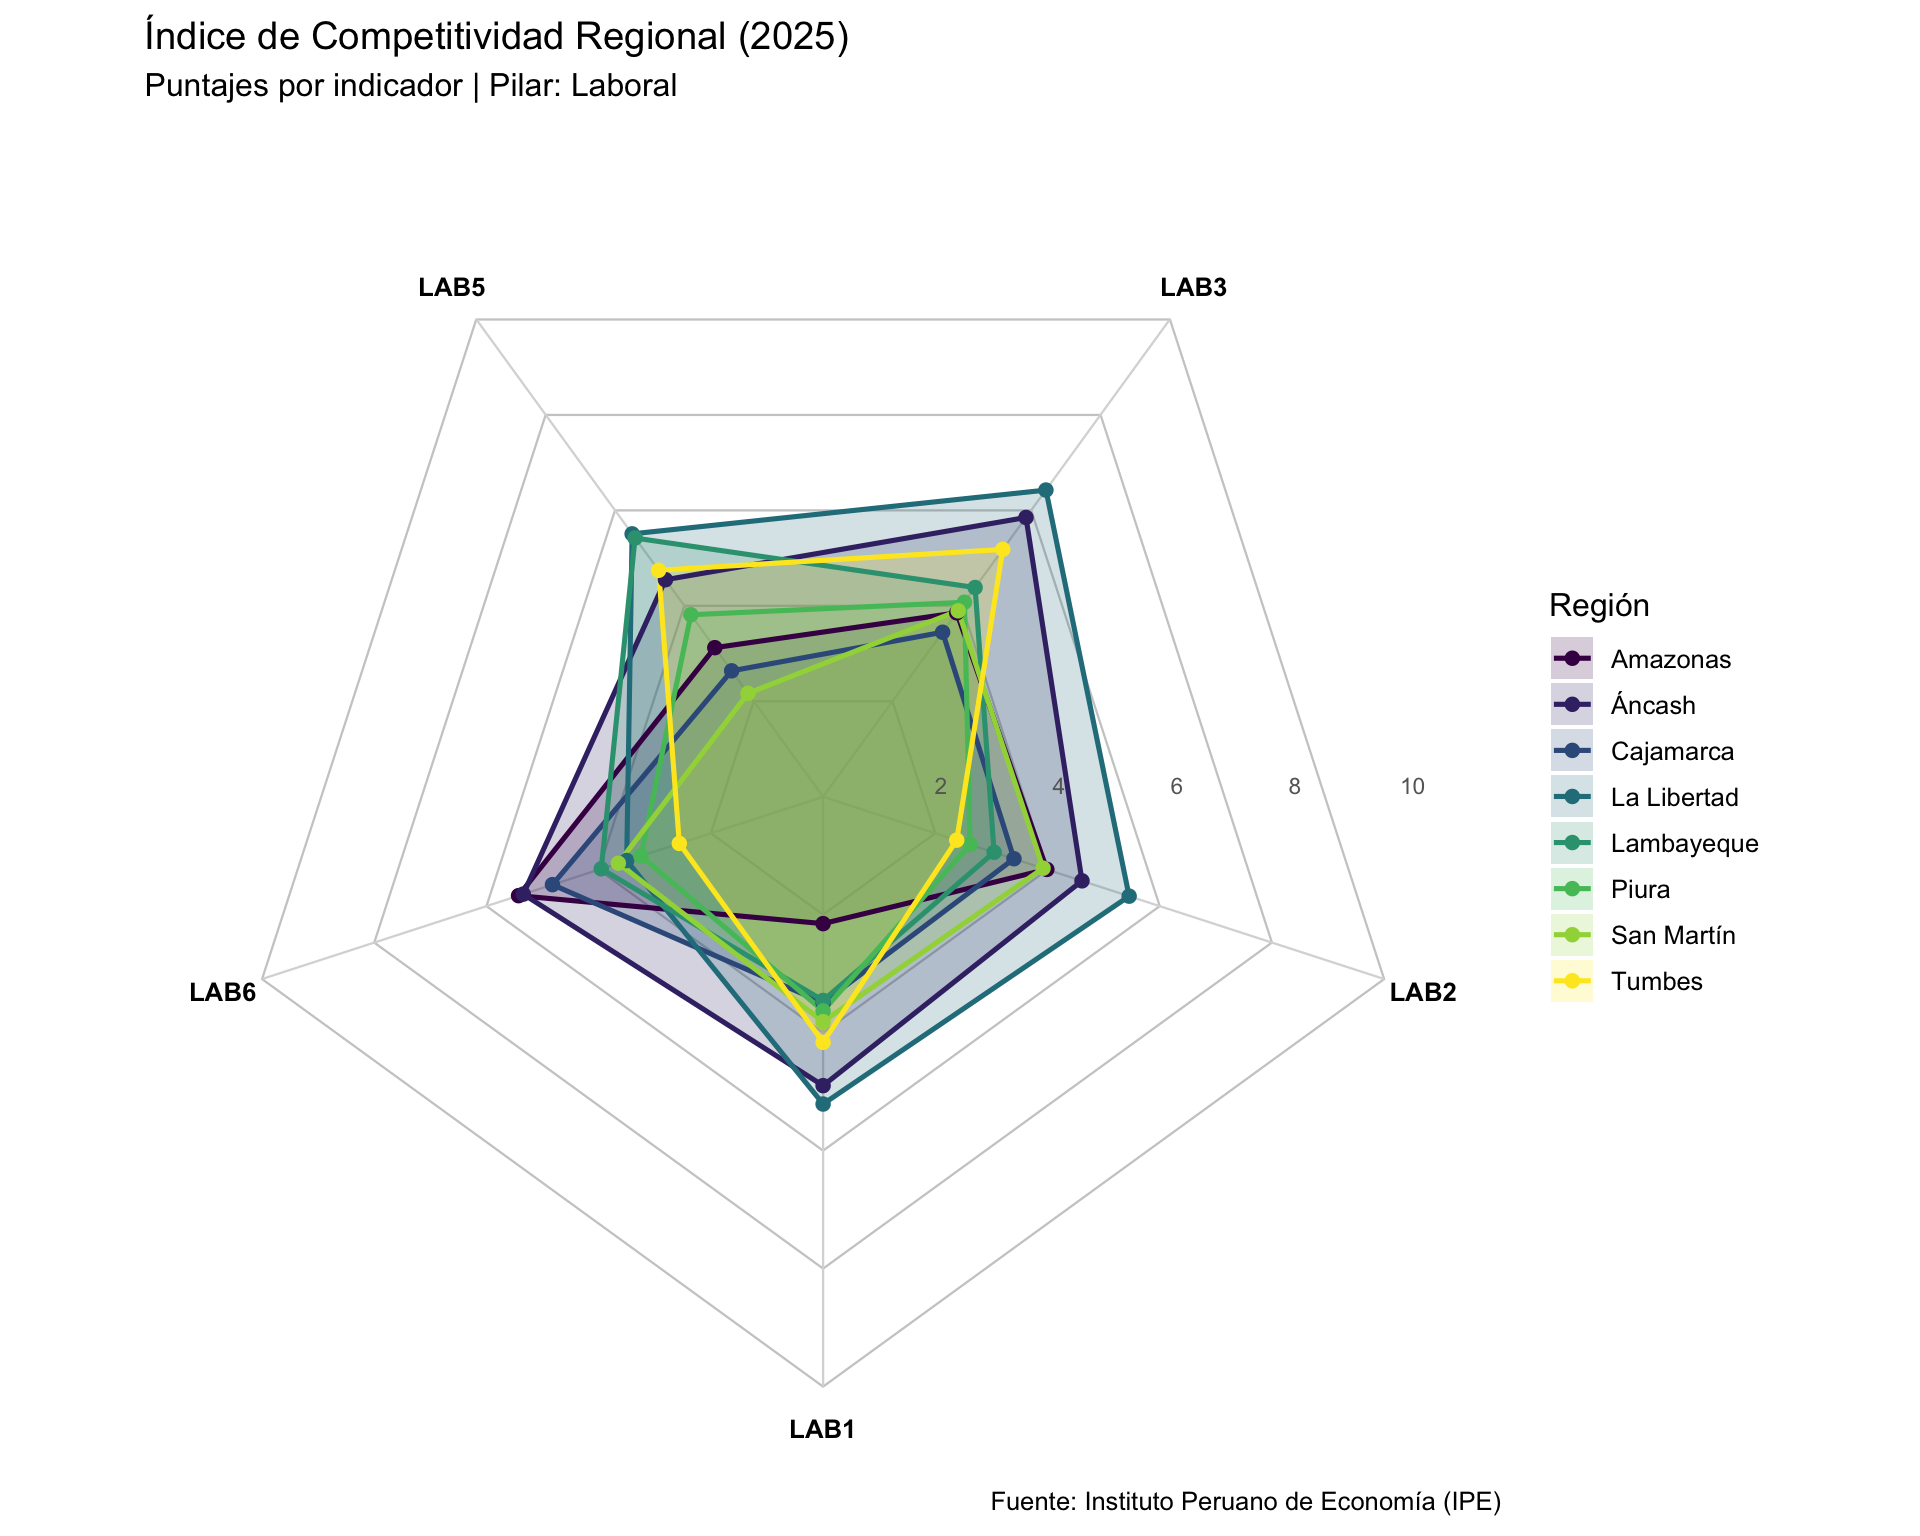 Índice de Competitividad Regional (2025)
Puntajes por indicador | Pilar: Laboral
LAB5
LAB3
2
4
6
8
10
LAB6
LAB2
LAB1
Región
Amazonas
Áncash
Cajamarca
La Libertad
Lambayeque
Piura
San Martín
Tumbes
Fuente: Instituto Peruano de Economía (IPE)